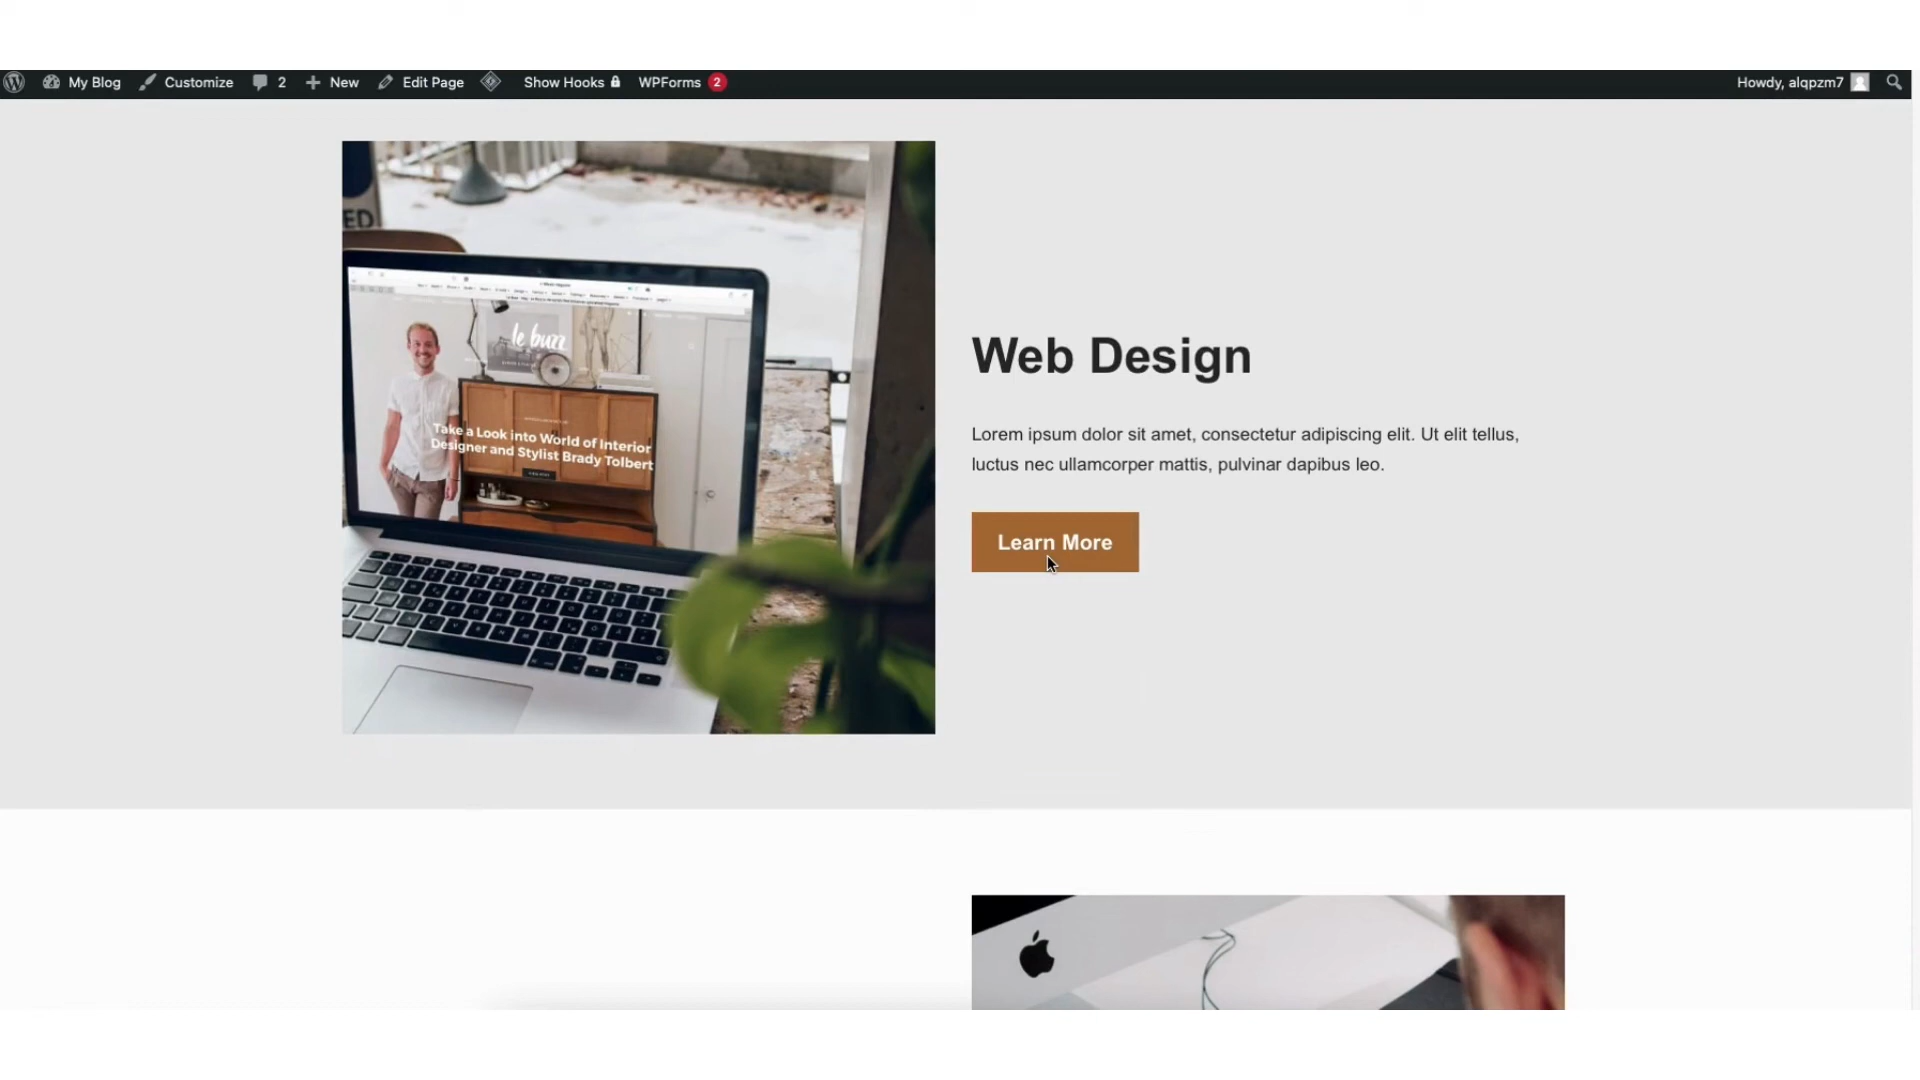 My Blog Customize 2 New Edit Page Show Hooks WPForms 2 Howdy, alqpzm7
ED
le buzz
Take a Look into World of Interior
Designer and Stylist Brady Tolbert
Web Design
Lorem ipsum dolor sit amet, consectetur adipiscing elit. Ut elit tellus,
luctus nec ullamcorper mattis, pulvinar dapibus leo.
Learn More